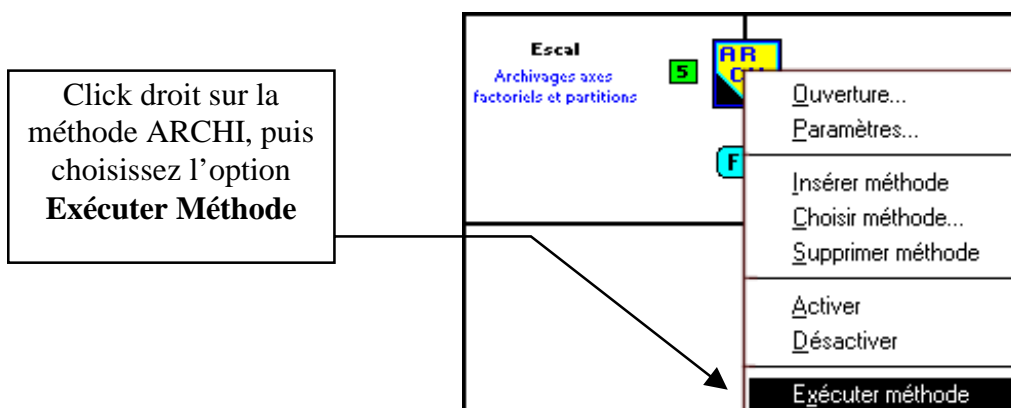 Click droit sur la
méthode ARCHI, puis
choisissez l’option
Exécuter Méthode
Escal
Archivages axes
factoriels et partitions
5
AR
F
Ouverture...
Paramètres...
Insérer méthode
Choisir méthode...
Supprimer méthode
Activer
Désactiver
Exécuter méthode